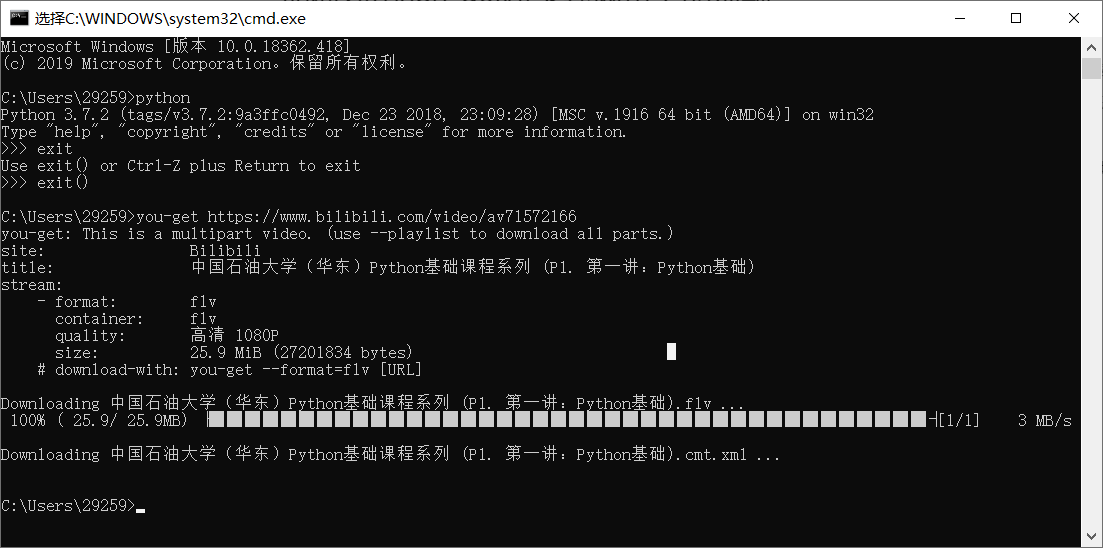 选择C:\WINDOWS\system32\cmd.exe
Microsoft Windows [版本 10.0.18362.418]
(c) 2019 Microsoft Corporation。保留所有权利。
C:\Users\29259>python
Python 3.7.2 (tags/v3.7.2:9a3ffc0492, Dec 23 2018, 23:09:28) [MSC v.1916 64 bit (AMD64)] on win32
Type "help", "copyright", "credits" or "license" for more information.
>>> exit
Use exit() or Ctrl-Z plus Return to exit
>>> exit()
C:\Users\29259>you-get https://www.bilibili.com/video/av71572166
you-get: This is a multipart video. (use --playlist to download all parts.)
site:                Bilibili
title:               中国石油大学（华东）Python基础课程系列 (P1. 第一讲：Python基础)
stream:
    - format:        flv
      container:     flv
      quality:       高清 1080P
      size:          25.9 MiB (27201834 bytes)
    # download-with: you-get --format=flv [URL]
Downloading 中国石油大学（华东）Python基础课程系列 (P1. 第一讲：Python基础).flv ...
 100% ( 25.9/ 25.9MB) [1/1]    3 MB/s
Downloading 中国石油大学（华东）Python基础课程系列 (P1. 第一讲：Python基础).cmt.xml ...
C:\Users\29259>